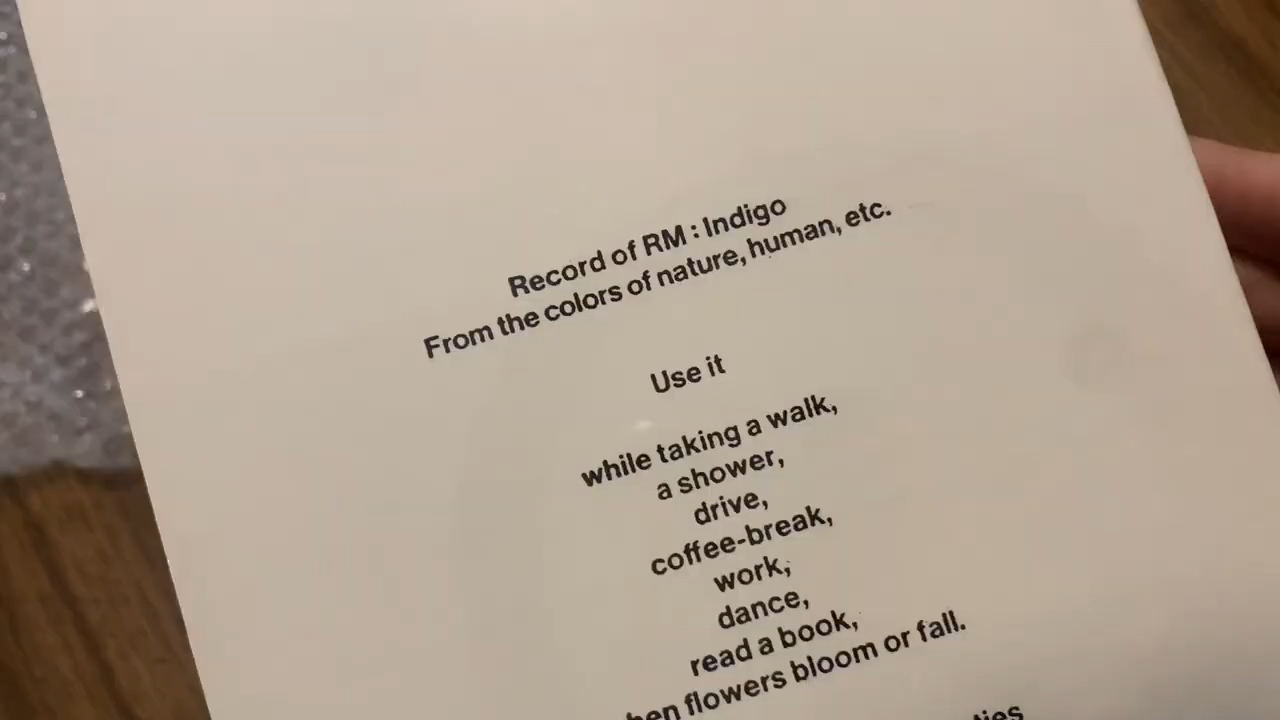 Record of RM : Indigo
From the colors of nature, human, etc.
Use it
while taking a walk,
a shower,
drive,
coffee-break,
work,
dance,
read a book,
flowers bloom or fall.